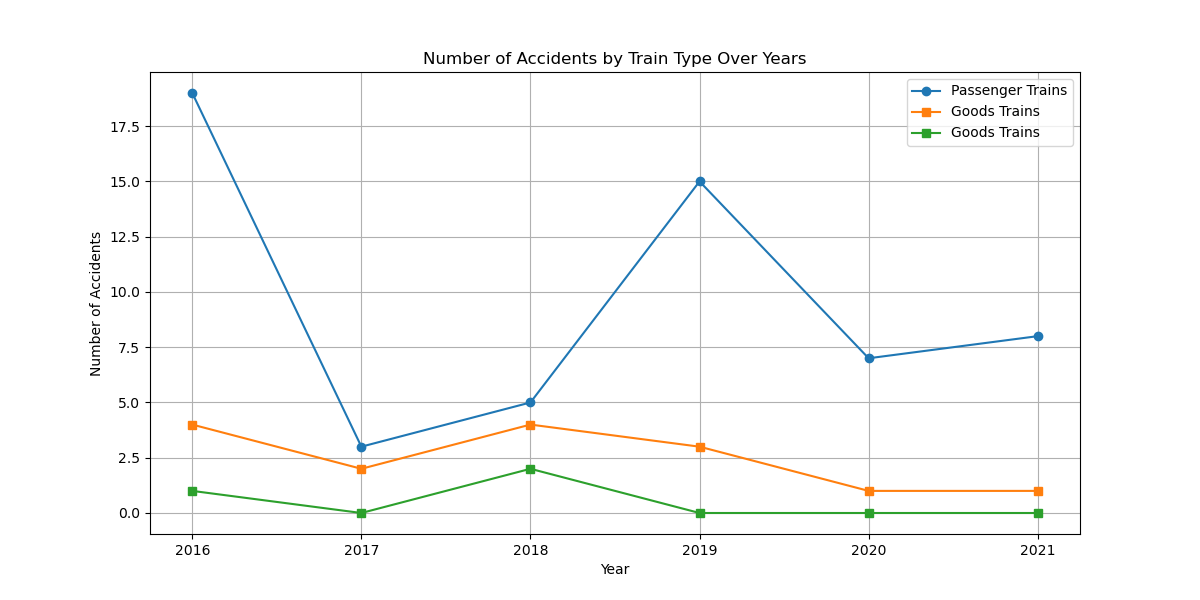 Number of Accidents by Train Type Over Years
Passenger Trains
Goods Trains
Goods Trains
Number of Accidents
17.5
15.0
12.5
10.0
7.5
5.0
2.5
0.0
2016 2017 2018 2019 2020 2021
Year